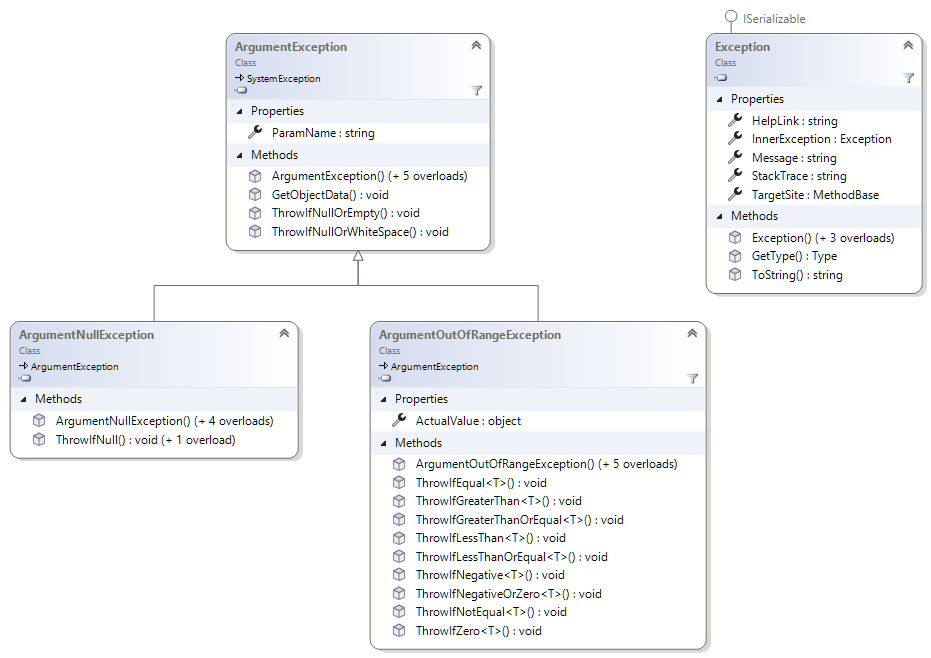 ISerializable
ArgumentException
Class
SystemException
Properties
ParamName : string
Methods
ArgumentException() (+ 5 overloads)
GetObjectData() : void
ThrowIfNullOrEmpty() : void
ThrowIfNullOrWhiteSpace() : void
Exception
Class
Properties
HelpLink : string
InnerException : Exception
Message : string
StackTrace : string
TargetSite : MethodBase
Methods
Exception() (+ 3 overloads)
GetType() : Type
ToString() : string
ArgumentNullException
Class
ArgumentException
Methods
ArgumentNullException() (+ 4 overloads)
ThrowIfNull() : void (+ 1 overload)
ArgumentOutOfRangeException
Class
ArgumentException
Properties
ActualValue : object
Methods
ArgumentOutOfRangeException() (+ 5 overloads)
ThrowIfEqual<T>() : void
ThrowIfGreaterThan<T>() : void
ThrowIfGreaterThanOrEqual<T>() : void
ThrowIfLessThan<T>() : void
ThrowIfLessThanOrEqual<T>() : void
ThrowIfNegative<T>() : void
ThrowIfNegativeOrZero<T>() : void
ThrowIfNotEqual<T>() : void
ThrowIfZero<T>() : void